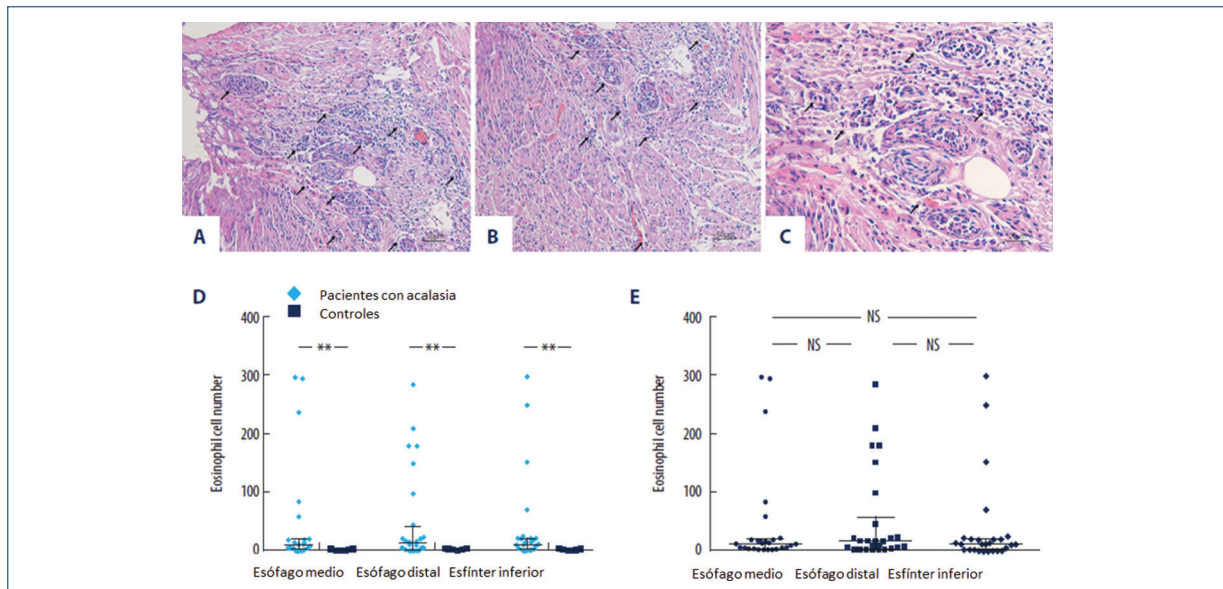 A
B
C
D
Pacientes con acalasia
Controles
400
300
200
100
0
Eosinophil cell number
**
**
**
Esófago medio
Esófago distal
Esfínter inferior
E
400
300
200
100
0
Eosinophil cell number
NS
NS
NS
Esófago medio
Esófago distal
Esfínter inferior